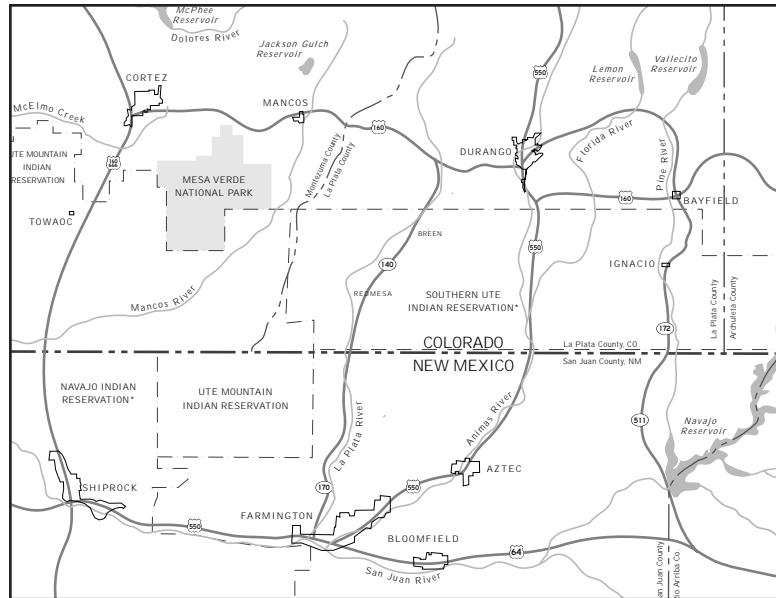 McPhee
Reservoir
Dolores River
Jackson Gulch
Reservoir
CORTEZ
MANCOS
McElmo Creek
550
Lemon
Reservoir
Vallecito
Reservoir
160
DURANGO
Florida River
Pine River
Montezuma County
La Plata County
UTE MOUNTAIN
INDIAN
RESERVATION
160
666
MESA VERDE
NATIONAL PARK
TOWAOC
160
BAYFIELD
BREEN
550
140
IGNACIO
REDMESA
SOUTHERN UTE
INDIAN RESERVATION*
Mancos River
La Plata County
Archuleta County
172
COLORADO
La Plata County, CO
NEW MEXICO
San Juan County, NM
NAVAJO INDIAN
RESERVATION*
UTE MOUNTAIN
INDIAN RESERVATION
La Plata River
Animas River
511
Navajo
Reservoir
AZTEC
SHIPROCK
170
550
FARMINGTON
550
BLOOMFIELD
64
San Juan River
San Juan County
Rio Arriba Co.